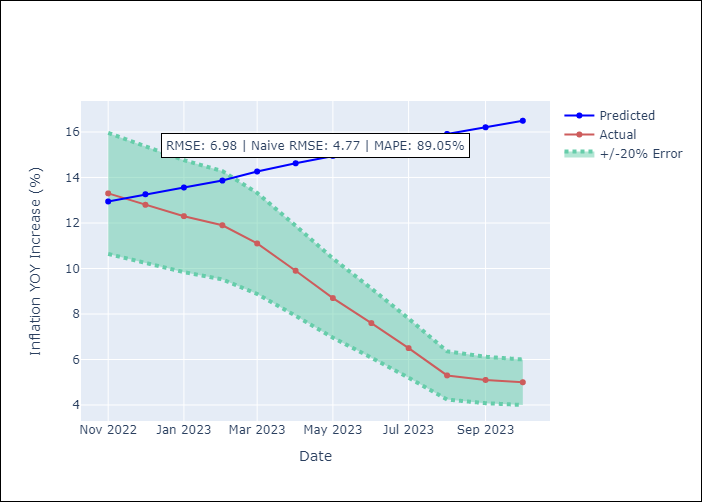 Predicted
Actual
+/-20% Error
RMSE: 6.98 | Naive RMSE: 4.77 | MAPE: 89.05%
Inflation YOY Increase (%)
16
14
12
10
8
6
4
Nov 2022
Jan 2023
Mar 2023
May 2023
Jul 2023
Sep 2023
Date